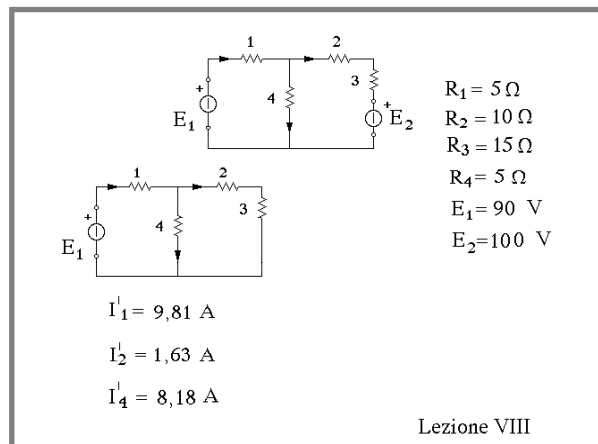 1 2
3
4
+
E₁
+
E₂
R₁ = 5 Ω
R₂ = 10 Ω
R₃ = 15 Ω
R₄= 5 Ω
E₁ = 90 V
E₂=100 V
1 2
3
4
+
E₁
I'₁ = 9,81 A
I'₂ = 1,63 A
I'₄ = 8,18 A
Lezione VIII